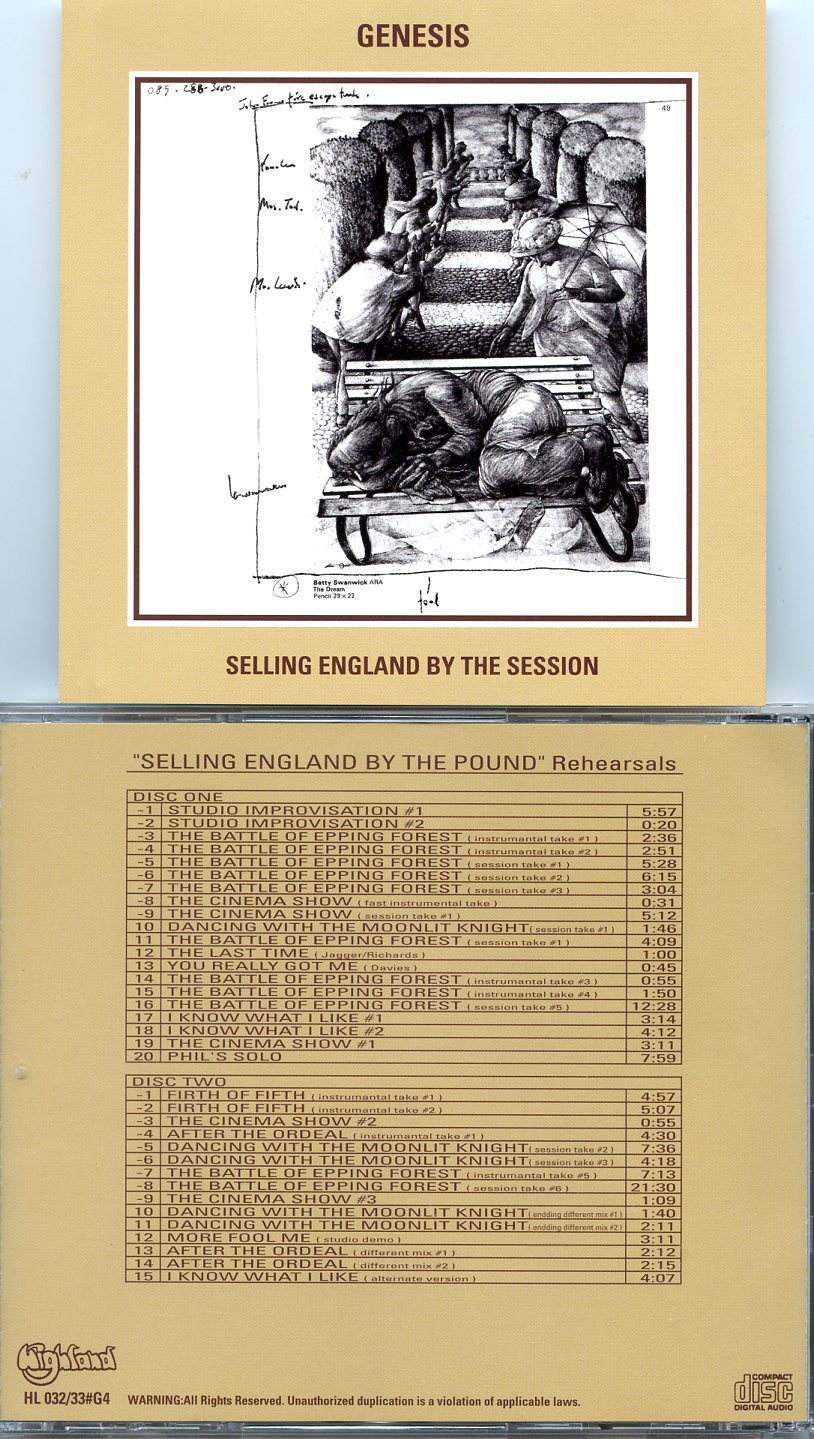 GENESIS
089 · 288 · 3000.
49
Betty Swanwick ARA
The Dream
Pencil 29 x 22
SELLING ENGLAND BY THE SESSION
"SELLING ENGLAND BY THE POUND" Rehearsals
DISC ONE
-1 STUDIO IMPROVISATION #1 5:57
-2 STUDIO IMPROVISATION #2 0:20
-3 THE BATTLE OF EPPING FOREST ( instrumantal take #1 ) 2:36
-4 THE BATTLE OF EPPING FOREST ( instrumantal take #2 ) 2:51
-5 THE BATTLE OF EPPING FOREST ( session take #1 ) 5:28
-6 THE BATTLE OF EPPING FOREST ( session take #2 ) 6:15
-7 THE BATTLE OF EPPING FOREST ( session take #3 ) 3:04
-8 THE CINEMA SHOW ( fast instrumental take ) 0:31
-9 THE CINEMA SHOW ( session take #1 ) 5:12
10 DANCING WITH THE MOONLIT KNIGHT ( session take #1 ) 1:46
11 THE BATTLE OF EPPING FOREST ( session take #1 ) 4:09
12 THE LAST TIME ( Jagger/Richards ) 1:00
13 YOU REALLY GOT ME ( Davies ) 0:45
14 THE BATTLE OF EPPING FOREST ( instrumantal take #3 ) 0:55
15 THE BATTLE OF EPPING FOREST ( instrumantal take #4 ) 1:50
16 THE BATTLE OF EPPING FOREST ( session take #5 ) 12:28
17 I KNOW WHAT I LIKE #1 3:14
18 I KNOW WHAT I LIKE #2 4:12
19 THE CINEMA SHOW #1 3:11
20 PHIL'S SOLO 7:59
DISC TWO
-1 FIRTH OF FIFTH ( instrumantal take #1 ) 4:57
-2 FIRTH OF FIFTH ( instrumantal take #2 ) 5:07
-3 THE CINEMA SHOW #2 0:55
-4 AFTER THE ORDEAL ( instrumantal take #1 ) 4:30
-5 DANCING WITH THE MOONLIT KNIGHT ( session take #2 ) 7:36
-6 DANCING WITH THE MOONLIT KNIGHT ( session take #3 ) 4:18
-7 THE BATTLE OF EPPING FOREST ( instrumantal take #5 ) 7:13
-8 THE BATTLE OF EPPING FOREST ( session take #6 ) 21:30
-9 THE CINEMA SHOW #3 1:09
10 DANCING WITH THE MOONLIT KNIGHT ( endding different mix #1 ) 1:40
11 DANCING WITH THE MOONLIT KNIGHT ( endding different mix #2 ) 2:11
12 MORE FOOL ME ( studio demo ) 3:11
13 AFTER THE ORDEAL ( different mix #1 ) 2:12
14 AFTER THE ORDEAL ( different mix #2 ) 2:15
15 I KNOW WHAT I LIKE ( alternate version ) 4:07
Highland
HL 032/33#G4 WARNING:All Rights Reserved. Unauthorized duplication is a violation of applicable laws.
COMPACT
disc
DIGITAL AUDIO